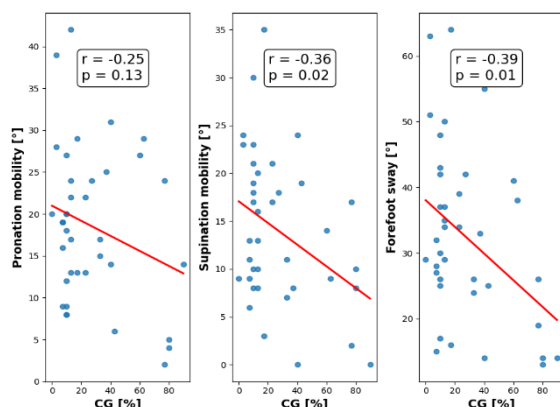 Pronation mobility [°]
40
35
30
25
20
15
10
5
0
r = -0.25
p = 0.13
0 20 40 60 80
CG [%]
Supination mobility [°]
35
30
25
20
15
10
5
0
r = -0.36
p = 0.02
0 20 40 60 80
CG [%]
Forefoot sway [°]
60
50
40
30
20
r = -0.39
p = 0.01
0 20 40 60 80
CG [%]